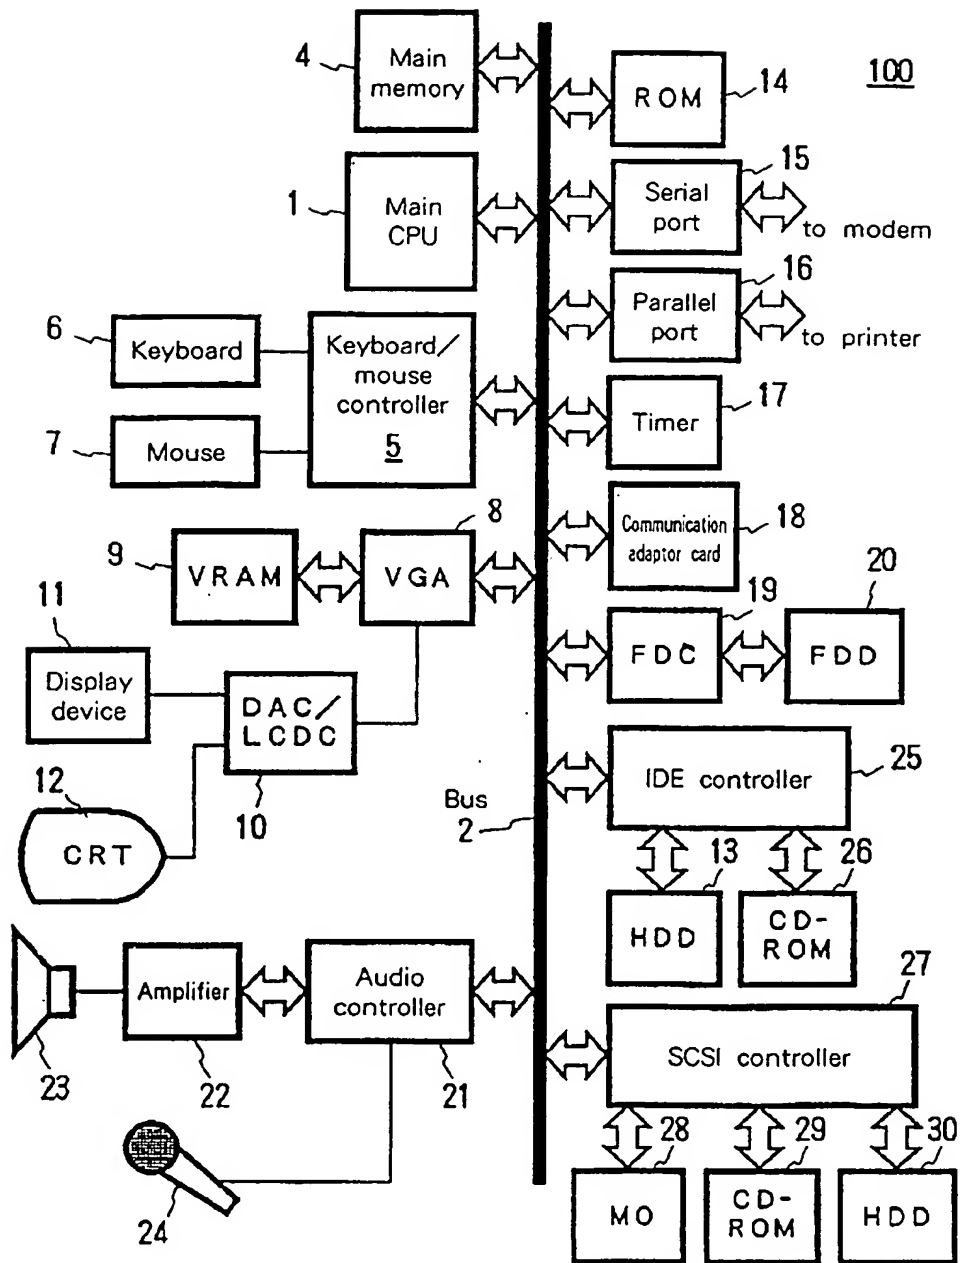 4
Main
memory
100
ROM
14
1
Main
CPU
15
Serial
port
to modem
16
Parallel
port
to printer
6
Keyboard
7
Mouse
Keyboard/
mouse
controller
5
Timer
17
8
9
VRAM
VGA
Communication
adaptor card
18
19
20
FDC
FDD
11
Display
device
DAC/
LCDC
10
12
CRT
Bus
2
IDE controller
25
13
26
HDD
CD-
ROM
23
Amplifier
22
Audio
controller
21
24
27
SCSI controller
28
29
30
MO
CD-
ROM
HDD